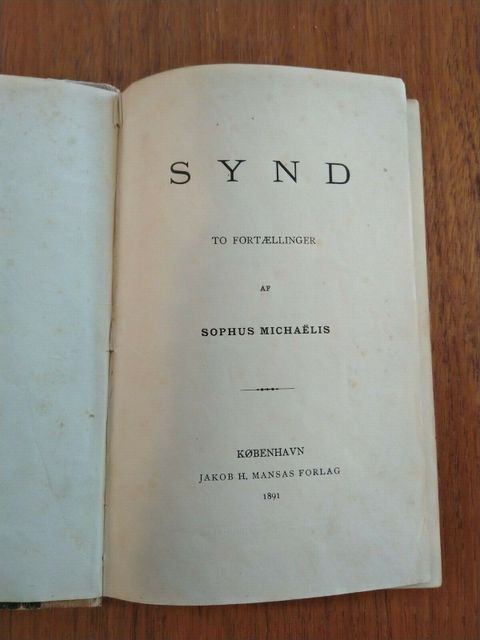 SYND
TO FORTÆLLINGER
AF
SOPHUS MICHAËLIS
KØBENHAVN
JAKOB H. MANSAS FORLAG
1891